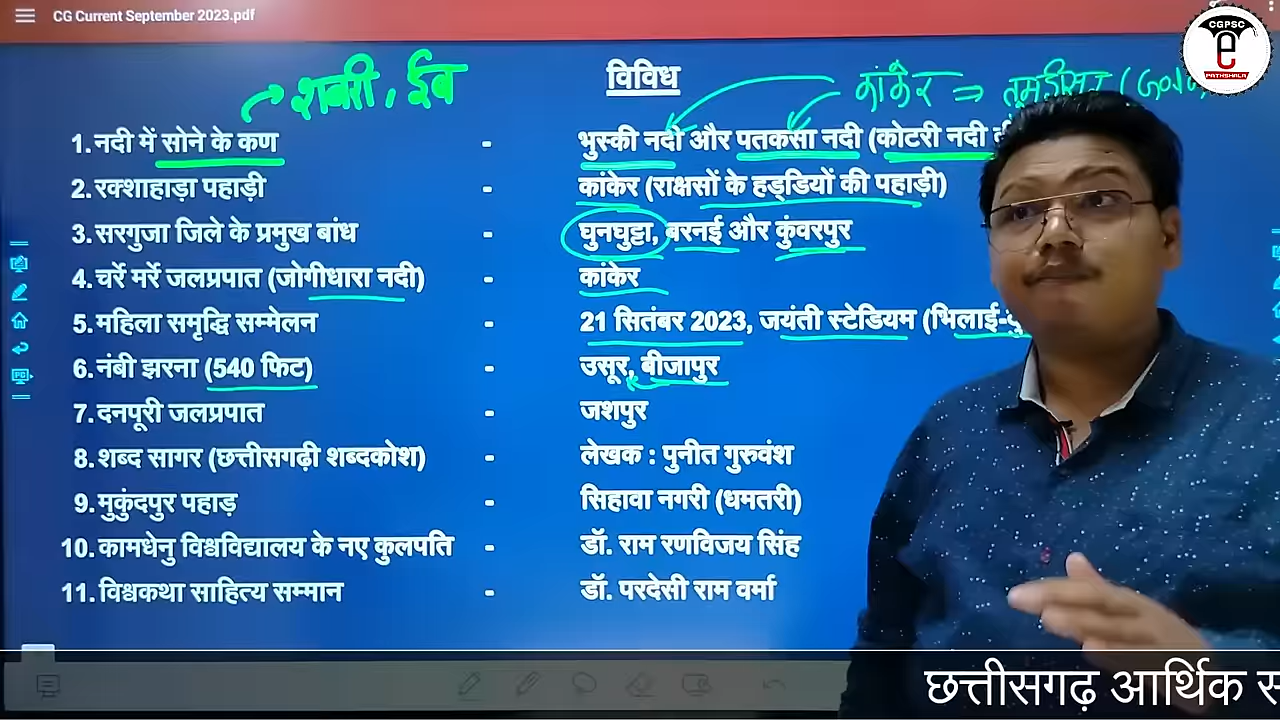 CG Current September 2023.pdf
CGPSC
e
PATHSHALA
शबरी, ईब
विविध
कांकेर ⇒
1. नदी में सोने के कण - भुस्की नदी और पतकसा नदी (कोटरी नदी
2. रक्शाहाड़ा पहाड़ी - कांकेर (राक्षसों के हड्डियों की पहाड़ी)
3. सरगुजा जिले के प्रमुख बांध - घुनघुट्टा, बरनई और कुंवरपुर
4. चर्रे मर्रे जलप्रपात (जोगीधारा नदी) - कांकेर
5. महिला समृद्धि सम्मेलन - 21 सितंबर 2023, जयंती स्टेडियम (भिलाई-
6. नंबी झरना (540 फिट) - उसूर, बीजापुर
7. दनपूरी जलप्रपात - जशपुर
8. शब्द सागर (छत्तीसगढ़ी शब्दकोश) - लेखक : पुनीत गुरुवंश
9. मुकुंदपुर पहाड़ - सिहावा नगरी (धमतरी)
10. कामधेनु विश्वविद्यालय के नए कुलपति - डॉ. राम रणविजय सिंह
11. विश्वकथा साहित्य सम्मान - डॉ. परदेसी राम वर्मा
छत्तीसगढ़ आर्थिक स